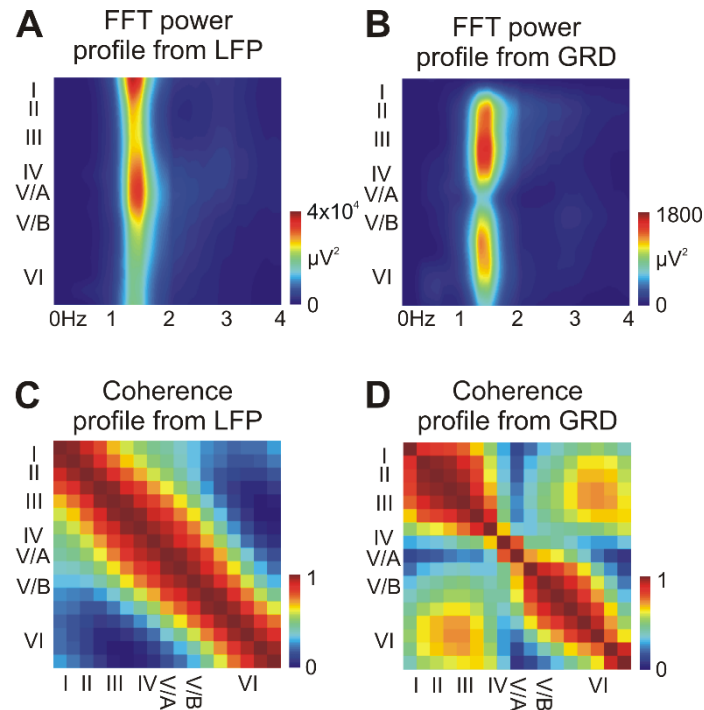 A
FFT power
profile from LFP
I
II
III
IV
V/A
V/B
VI
4x10⁴
µV²
0
0Hz 1 2 3 4
B
FFT power
profile from GRD
I
II
III
IV
V/A
V/B
VI
1800
µV²
0
0Hz 1 2 3 4
C
Coherence
profile from LFP
I
II
III
IV
V/A
V/B
VI
1
0
I II III IV V/A V/B VI
D
Coherence
profile from GRD
I
II
III
IV
V/A
V/B
VI
1
0
I II III IV V/A V/B VI